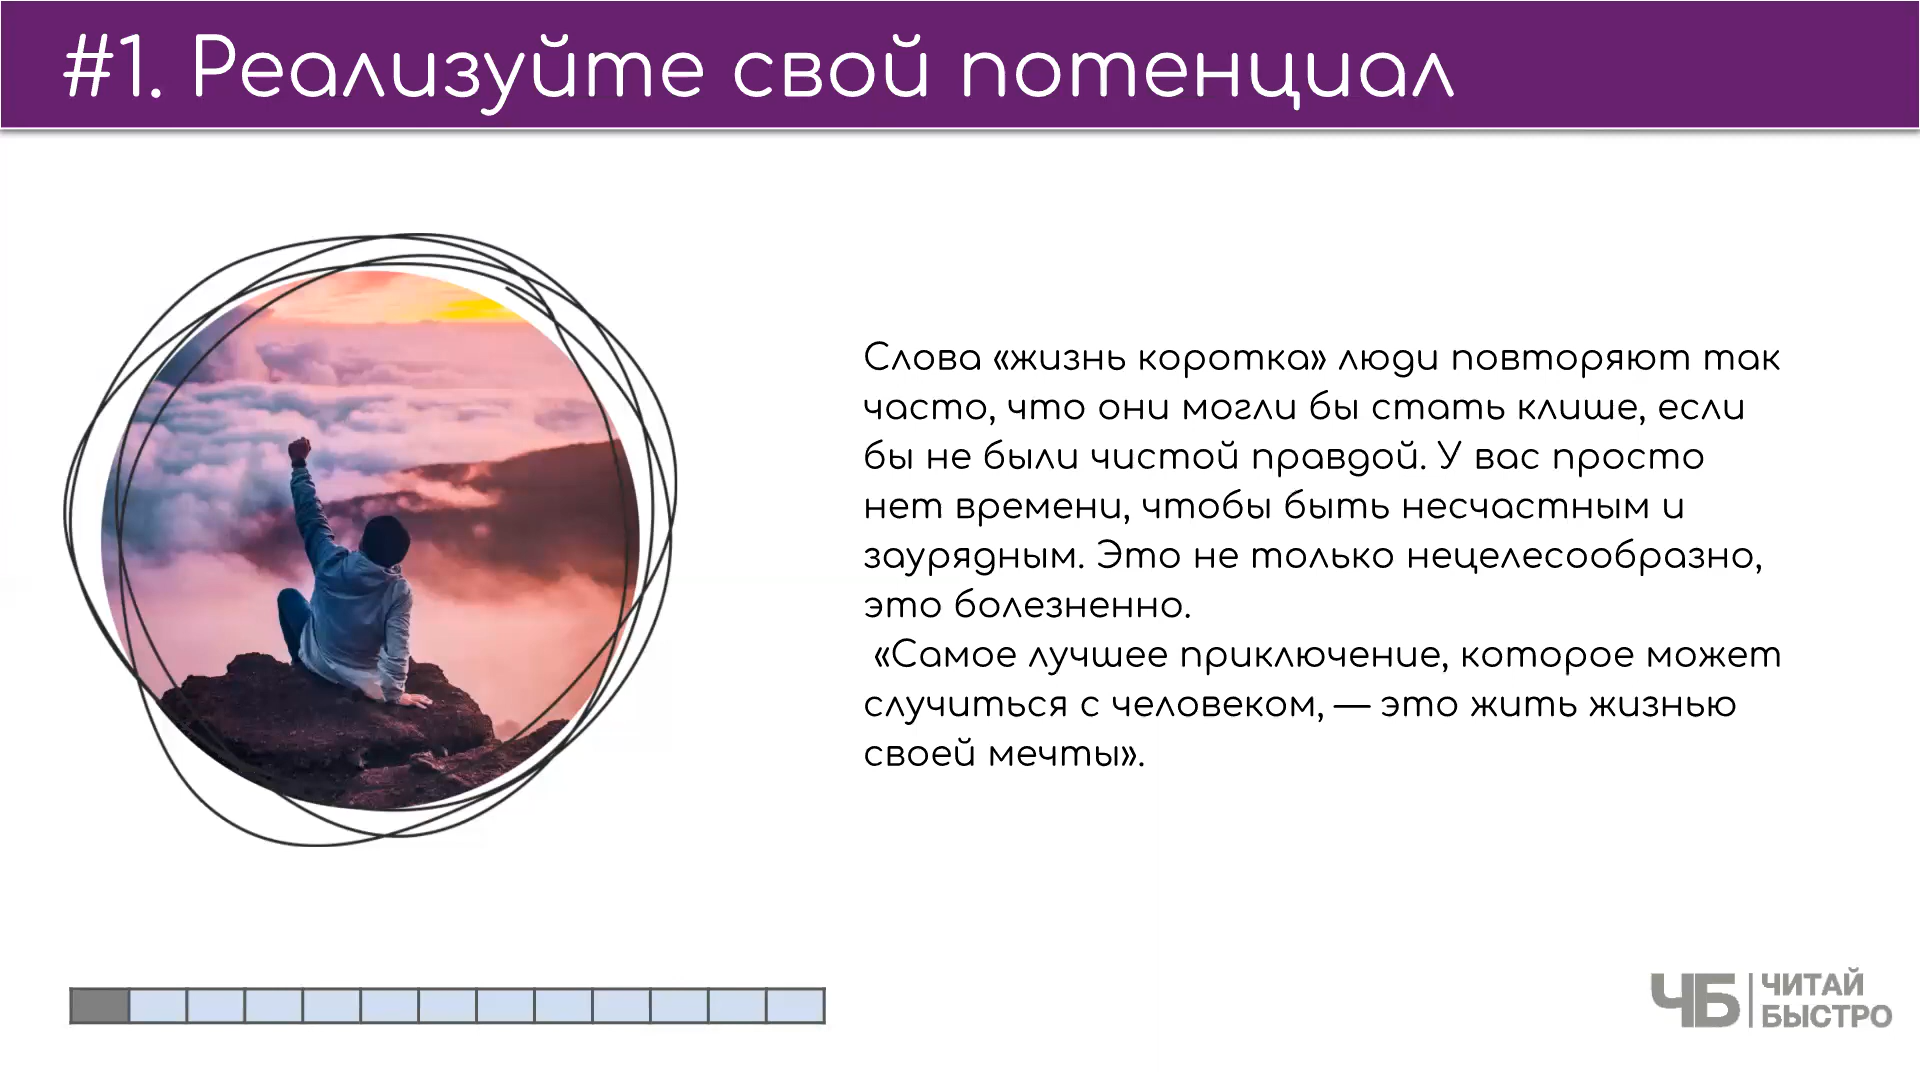 #1. Реализуйте свой потенциал
Слова «жизнь коротка» люди повторяют так
часто, что они могли бы стать клише, если
бы не были чистой правдой. У вас просто
нет времени, чтобы быть несчастным и
заурядным. Это не только нецелесообразно,
это болезненно.
«Самое лучшее приключение, которое может
случиться с человеком, — это жить жизнью
своей мечты».
ЧБ ЧИТАЙ
БЫСТРО